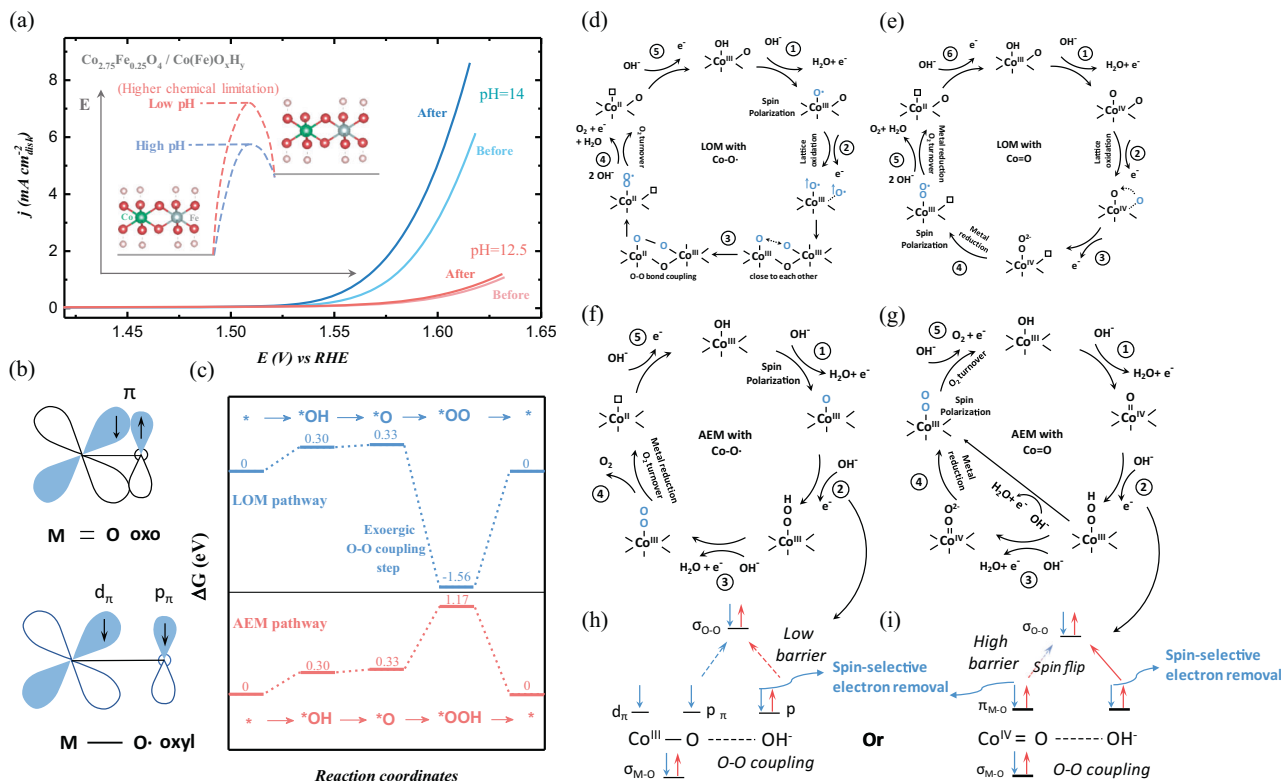 (a)
Co2.75Fe0.25O4 / Co(Fe)OxHy
(Higher chemical limitation)
E
Low pH
High pH
Co
Fe
pH=14
After
Before
pH=12.5
After
Before
j (mA cm⁻²disk)
8
6
4
2
0
1.45
1.50
1.55
1.60
1.65
E (V) vs RHE
(b)
π
M = O oxo
dπ
pπ
M — O· oxyl
(c)
* → *OH → *O → *OO → *
0
0.30
0.33
-1.56
0
LOM pathway
Exoergic
O-O coupling
step
ΔG (eV)
1.17
AEM pathway
0
0.30
0.33
0
* → *OH → *O → *OOH → *
Reaction coordinates
(d)
⑤
e⁻
OH⁻
OH
CoIII
O
OH⁻
①
H2O+ e⁻
O•
CoIII
O
Spin
Polarization
LOM with
Co-O·
Lattice
oxidation
②
e⁻
O•
O•
CoIII
O
O
CoIII
CoIII
O
close to each other
③
O
O
CoII
CoIII
O
O-O bond coupling
O•
O
CoII
2 OH⁻
④
O2 + e⁻
+ H2O
O2 turnover
CoII
O
(e)
⑥
e⁻
OH⁻
OH
CoIII
O
OH⁻
①
H2O+ e⁻
O
CoIV
O
LOM with
Co=O
Lattice
oxidation
②
e⁻
O
CoIV
O
③
e⁻
O2-
O
CoIV
Metal
reduction
④
O•
O
CoIII
Spin
Polarization
2 OH⁻
⑤
O2+ H2O
Metal reduction
O2 turnover
CoII
O
(f)
⑤
e⁻
OH⁻
OH
CoIII
OH⁻
①
H2O+ e⁻
Spin
Polarization
O
CoIII
AEM with
Co-O·
OH⁻
②
e⁻
H
O
O
CoIII
OH⁻
③
H2O + e⁻
O
O
CoIII
④
O2
Metal reduction
O2 turnover
CoII
(g)
⑤
O2 + e⁻
OH⁻
OH
CoIII
OH⁻
①
H2O+ e⁻
O
CoIV
O2 turnover
Spin
Polarization
O
O
CoIII
AEM with
Co=O
OH⁻
②
e⁻
H
O
O
CoIII
H2O+ e⁻
OH⁻
OH⁻
③
H2O+ e⁻
O2-
O
CoIV
④
Metal
reduction
(h)
σO-O
Low
barrier
Spin-selective
electron removal
dπ
pπ
p
CoIII — O ------ OH⁻
O-O coupling
σM-O
Or
(i)
σO-O
High
barrier
Spin flip
Spin-selective
electron removal
πM-O
CoIV = O ------ OH⁻
O-O coupling
σM-O